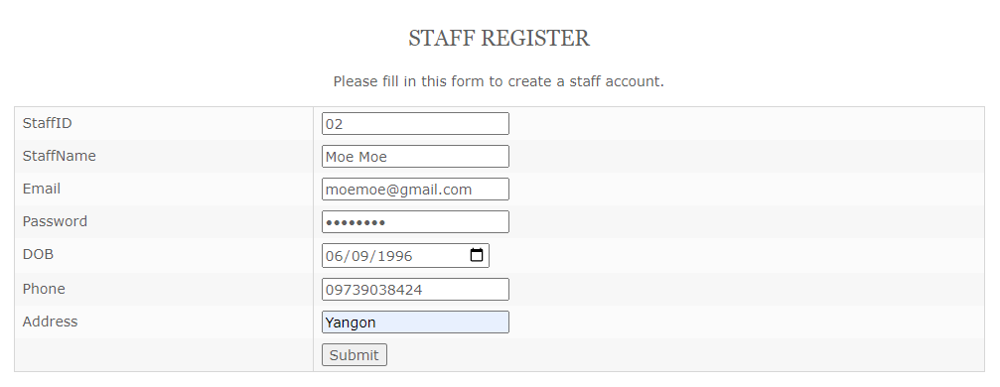 STAFF REGISTER
Please fill in this form to create a staff account.
StaffID 02
StaffName Moe Moe
Email moemoe@gmail.com
Password ••••••••
DOB 06/09/1996
Phone 09739038424
Address Yangon
Submit